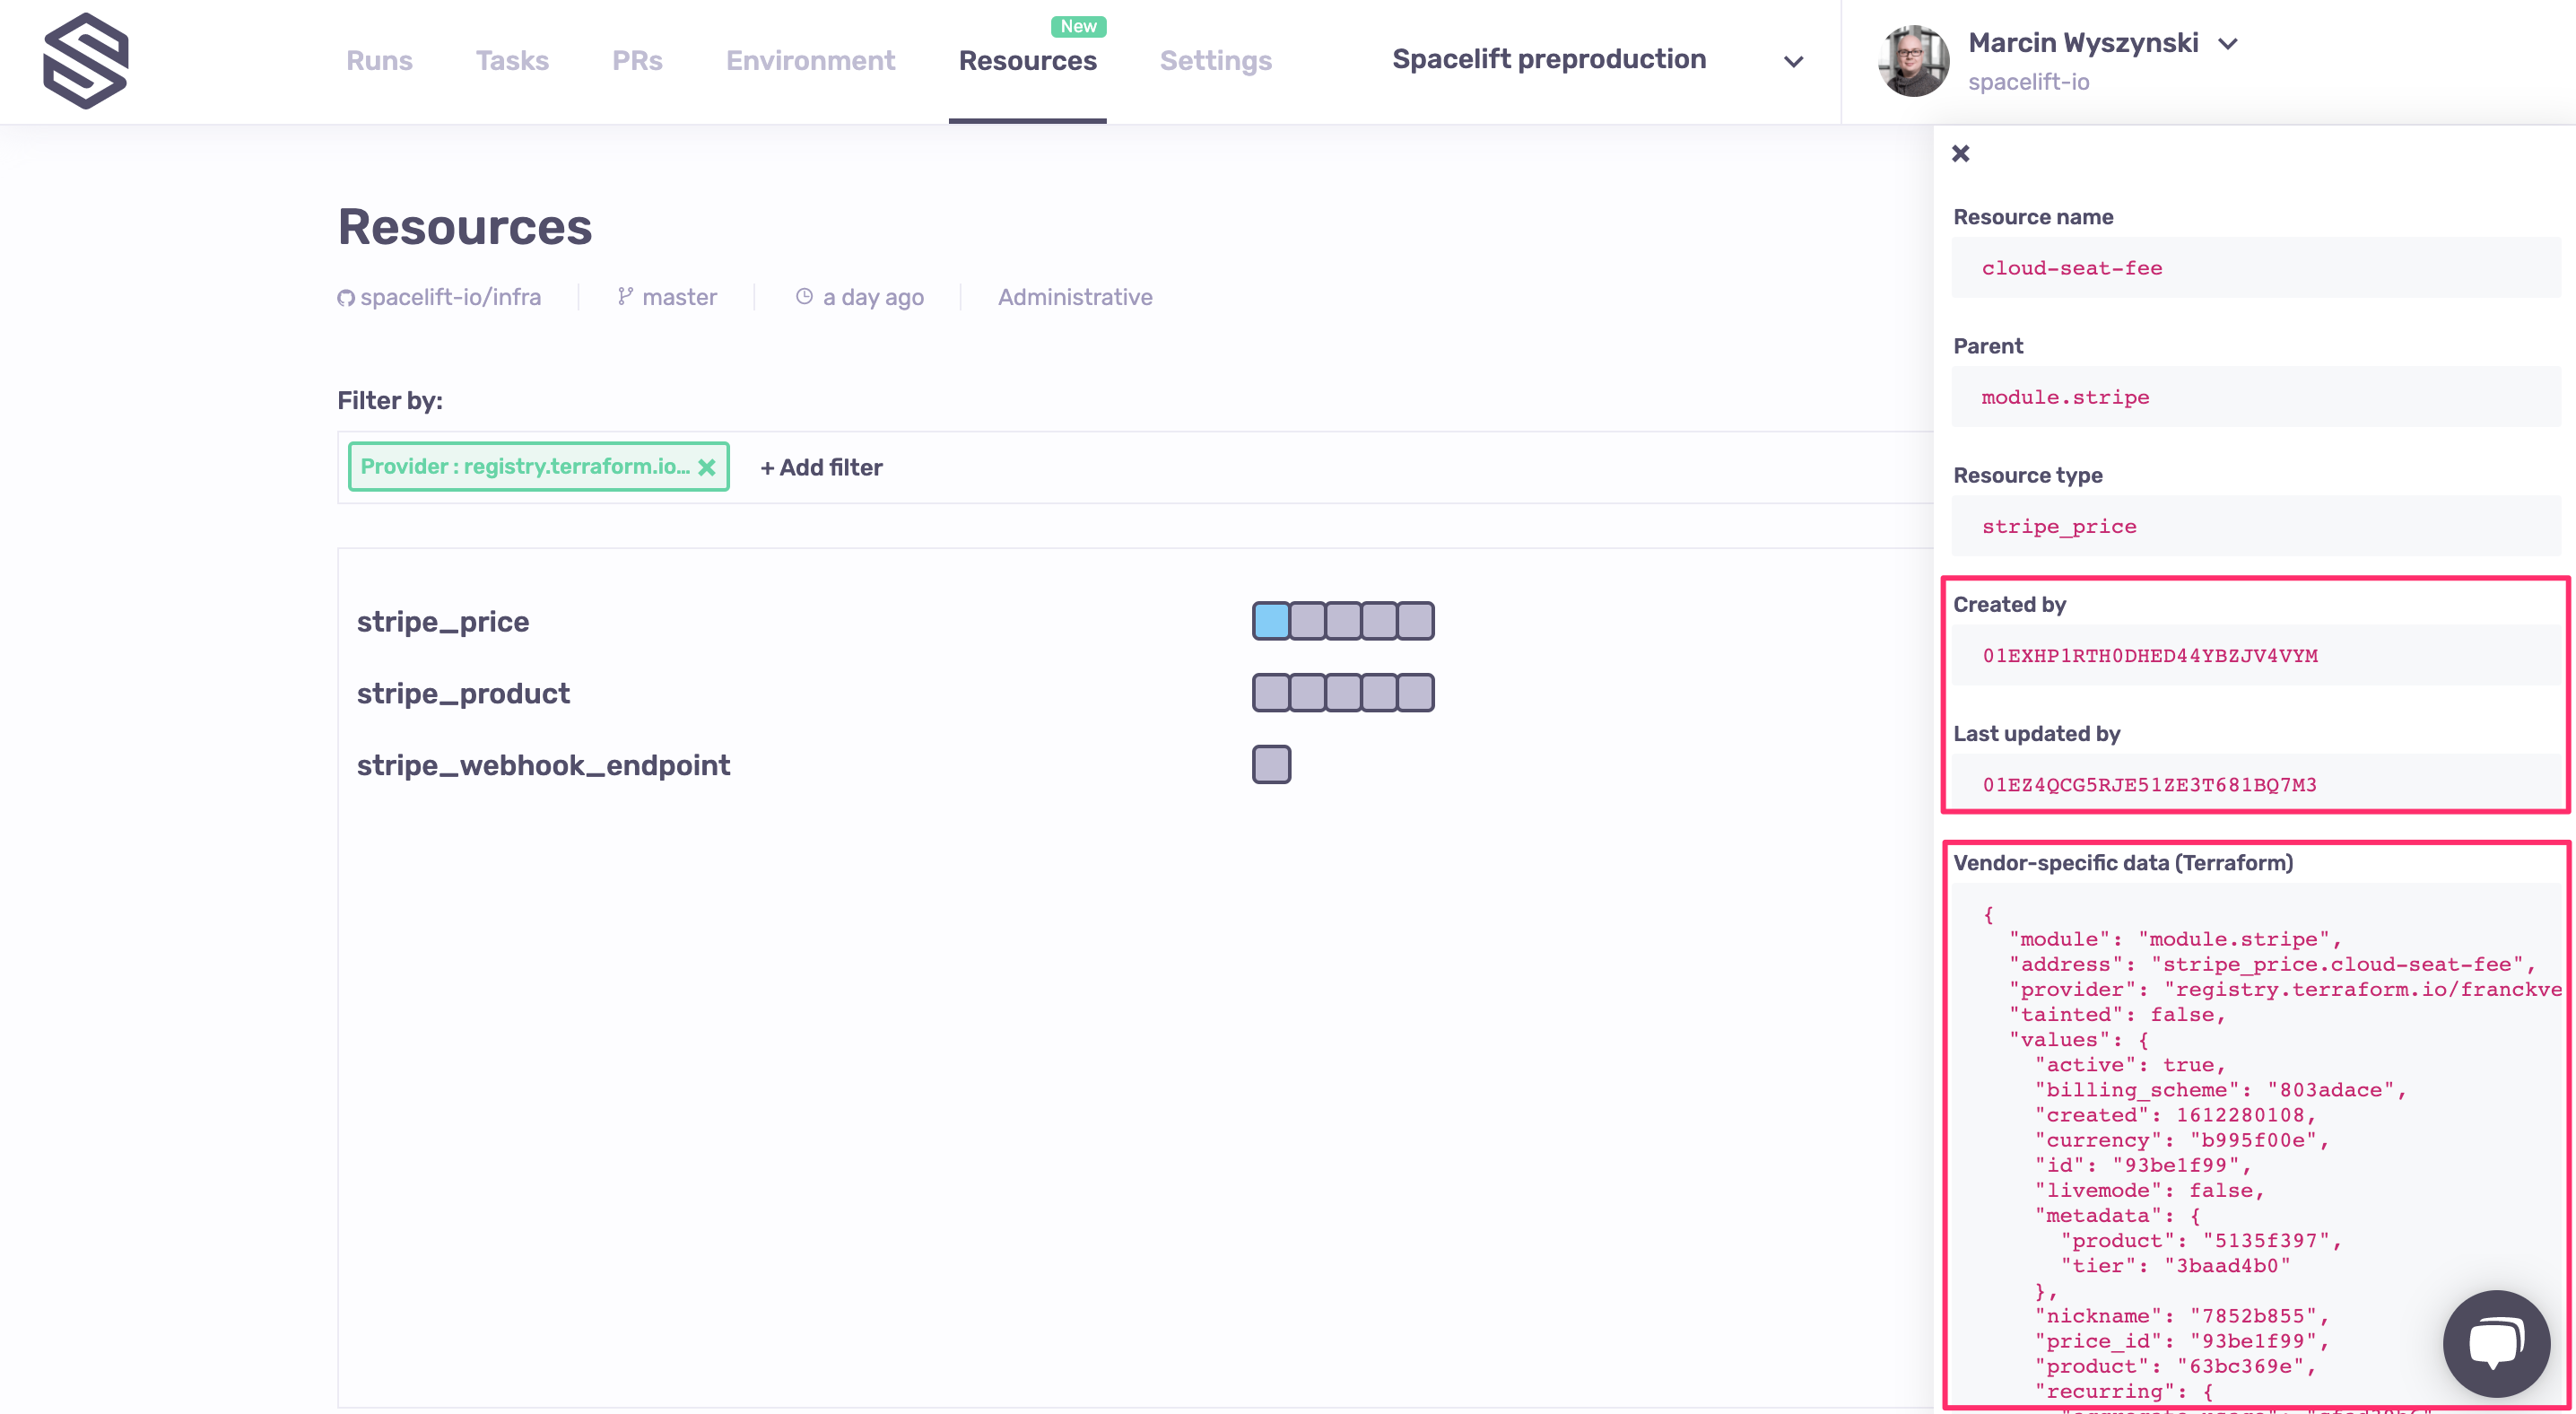 New
Runs Tasks PRs Environment Resources Settings Spacelift preproduction
Marcin Wyszynski
spacelift-io
Resources
spacelift-io/infra master a day ago Administrative
Filter by:
Provider : registry.terraform.io... + Add filter
stripe_price
stripe_product
stripe_webhook_endpoint
Resource name
cloud-seat-fee
Parent
module.stripe
Resource type
stripe_price
Created by
01EXHP1RTH0DHED44YBZJV4VYM
Last updated by
01EZ4QCG5RJE51ZE3T681BQ7M3
Vendor-specific data (Terraform)
{
"module": "module.stripe",
"address": "stripe_price.cloud-seat-fee",
"provider": "registry.terraform.io/franckve
"tainted": false,
"values": {
"active": true,
"billing_scheme": "803adace",
"created": 1612280108,
"currency": "b995f00e",
"id": "93be1f99",
"livemode": false,
"metadata": {
"product": "5135f397",
"tier": "3baad4b0"
},
"nickname": "7852b855",
"price_id": "93be1f99",
"product": "63bc369e",
"recurring": {